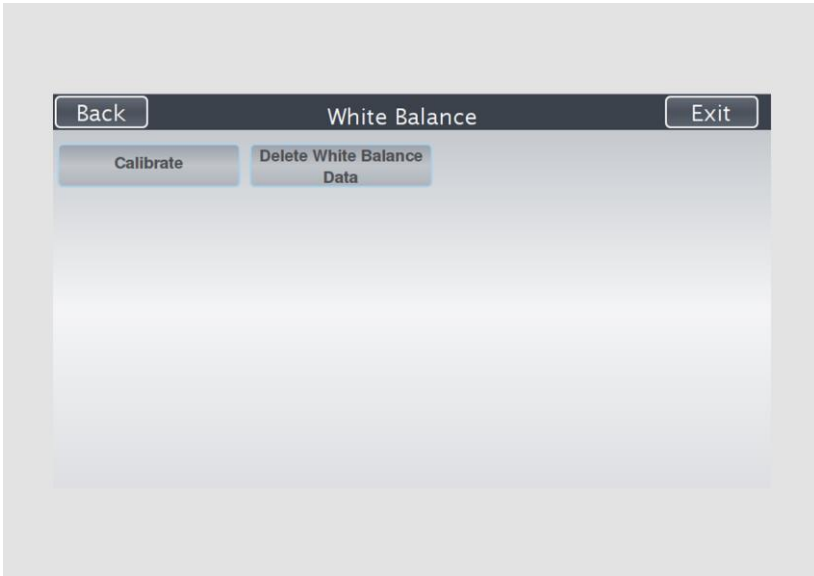 Back
White Balance
Exit
Calibrate
Delete White Balance
Data